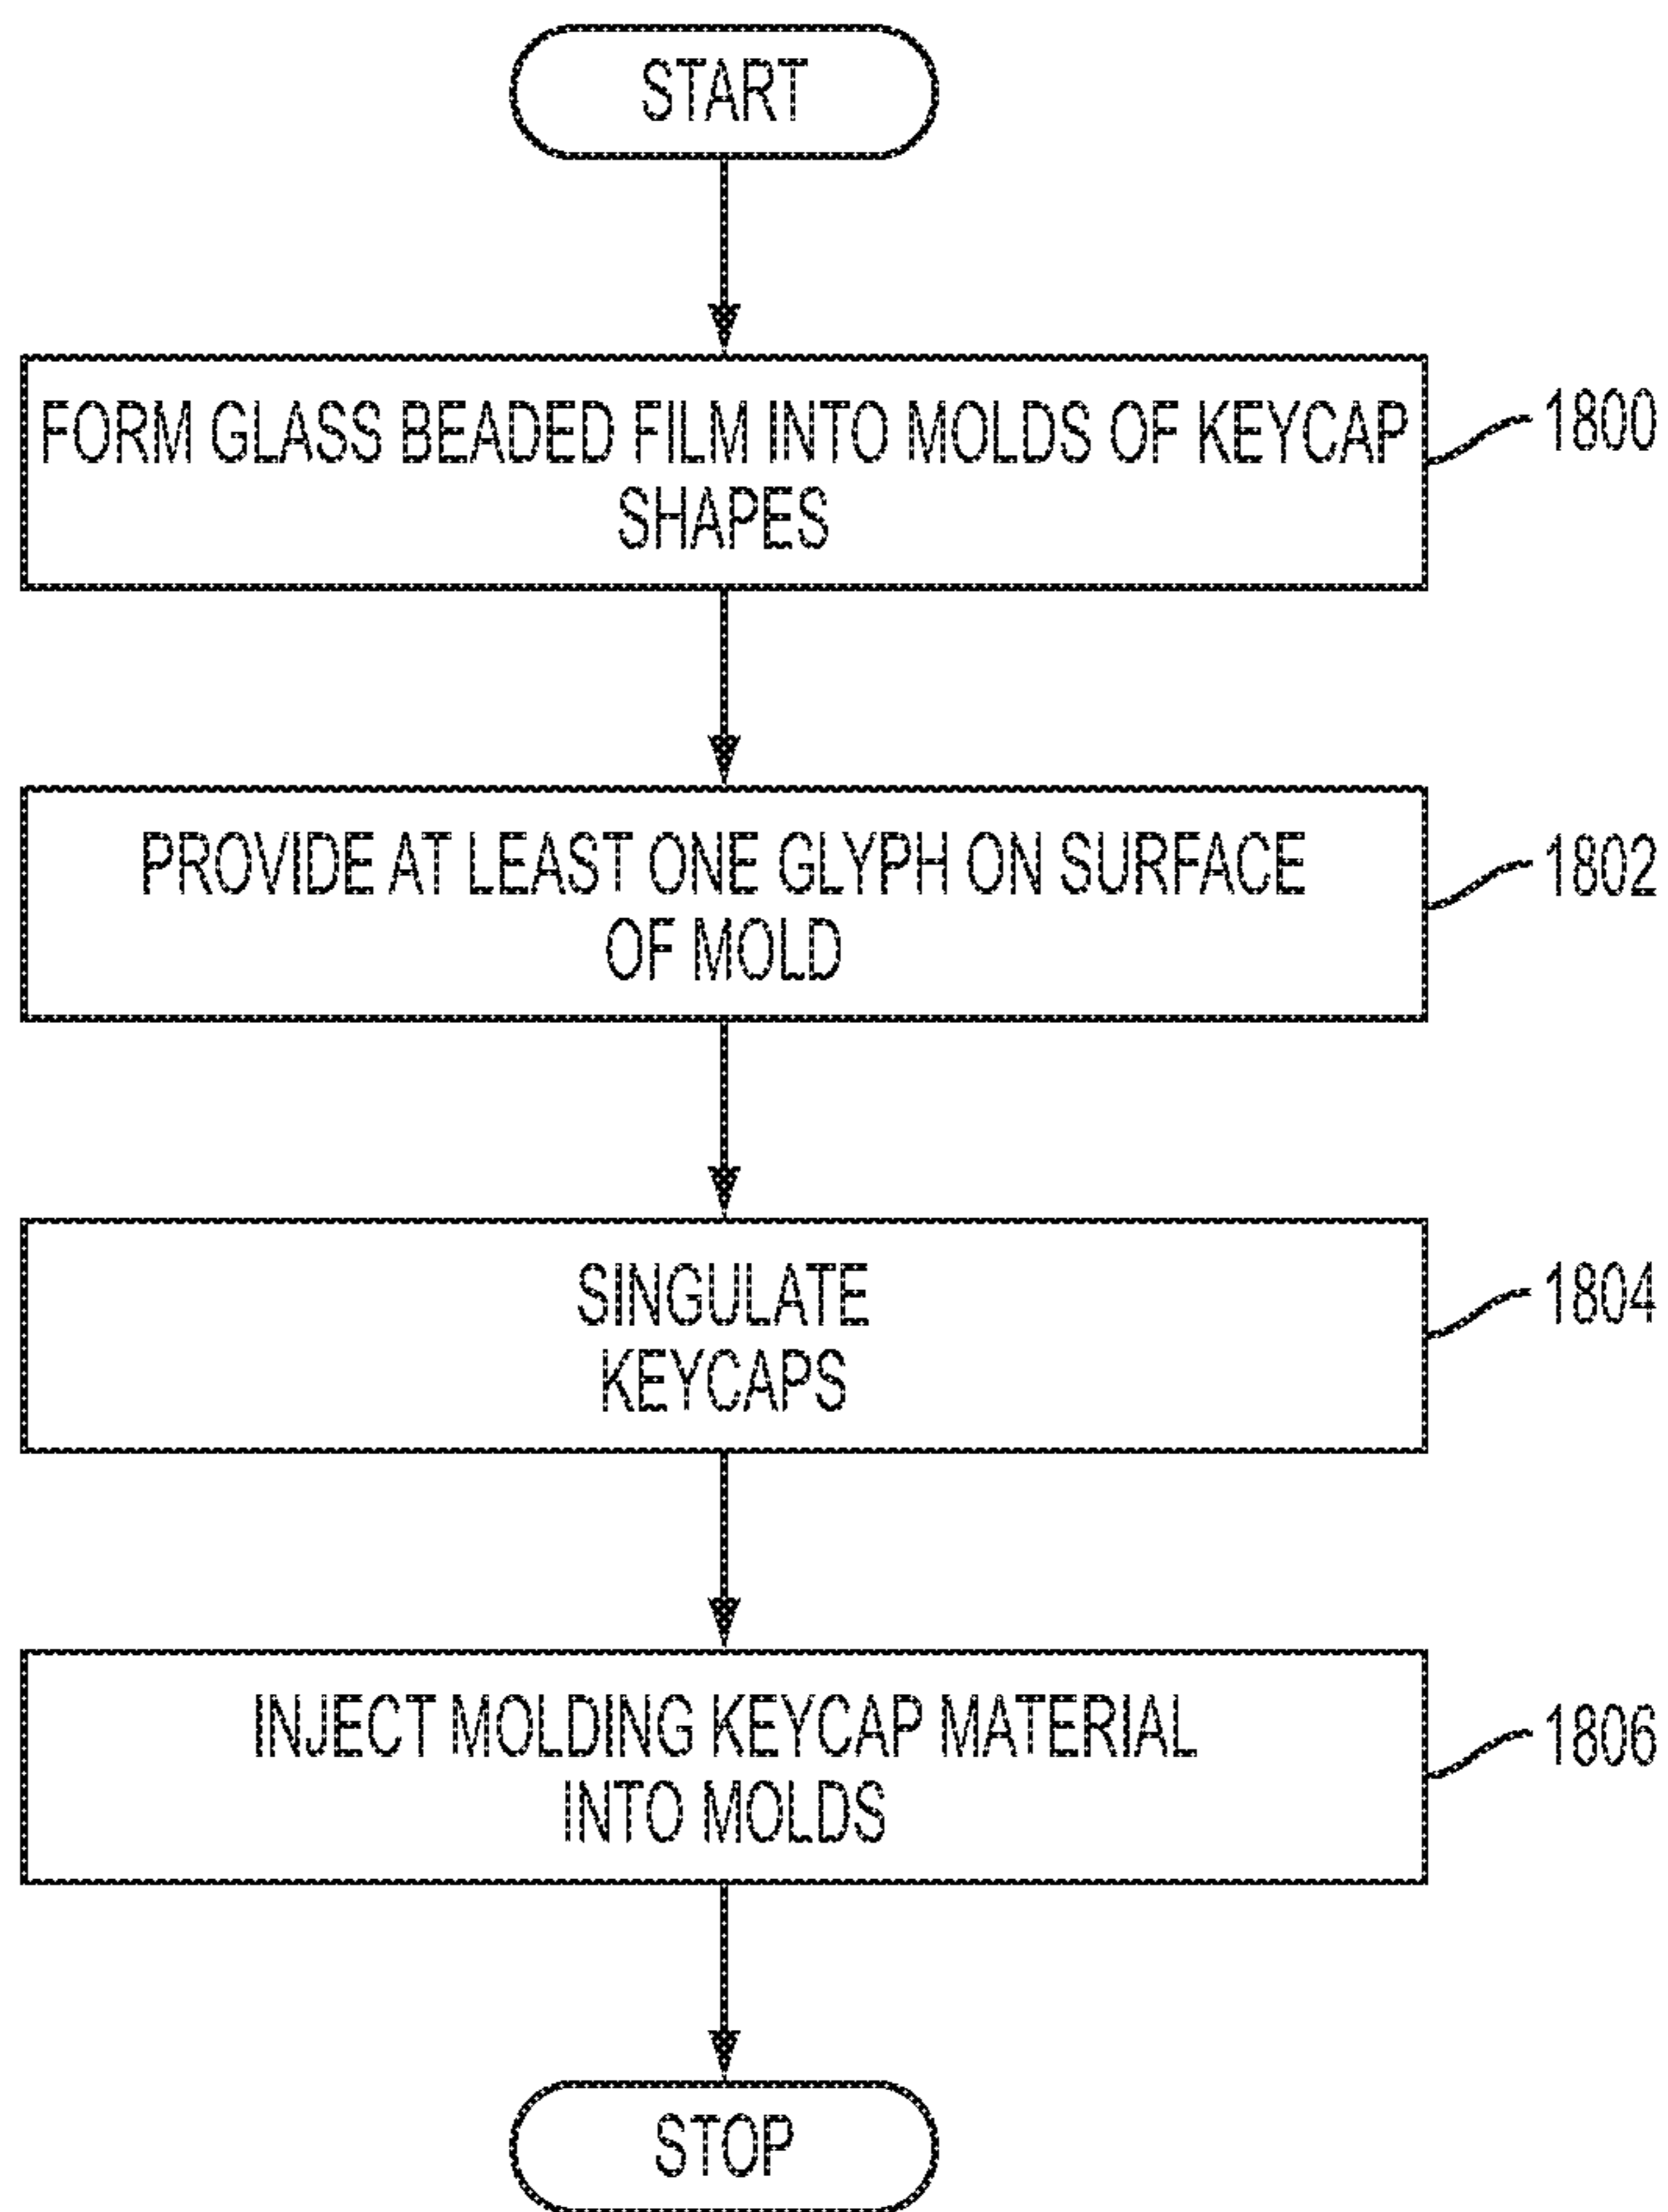 START
FORM GLASS BEADED FILM INTO MOLDS OF KEYCAP
SHAPES
1800
PROVIDE AT LEAST ONE GLYPH ON SURFACE
OF MOLD
1802
SINGULATE
KEYCAPS
1804
INJECT MOLDING KEYCAP MATERIAL
INTO MOLDS
1806
STOP